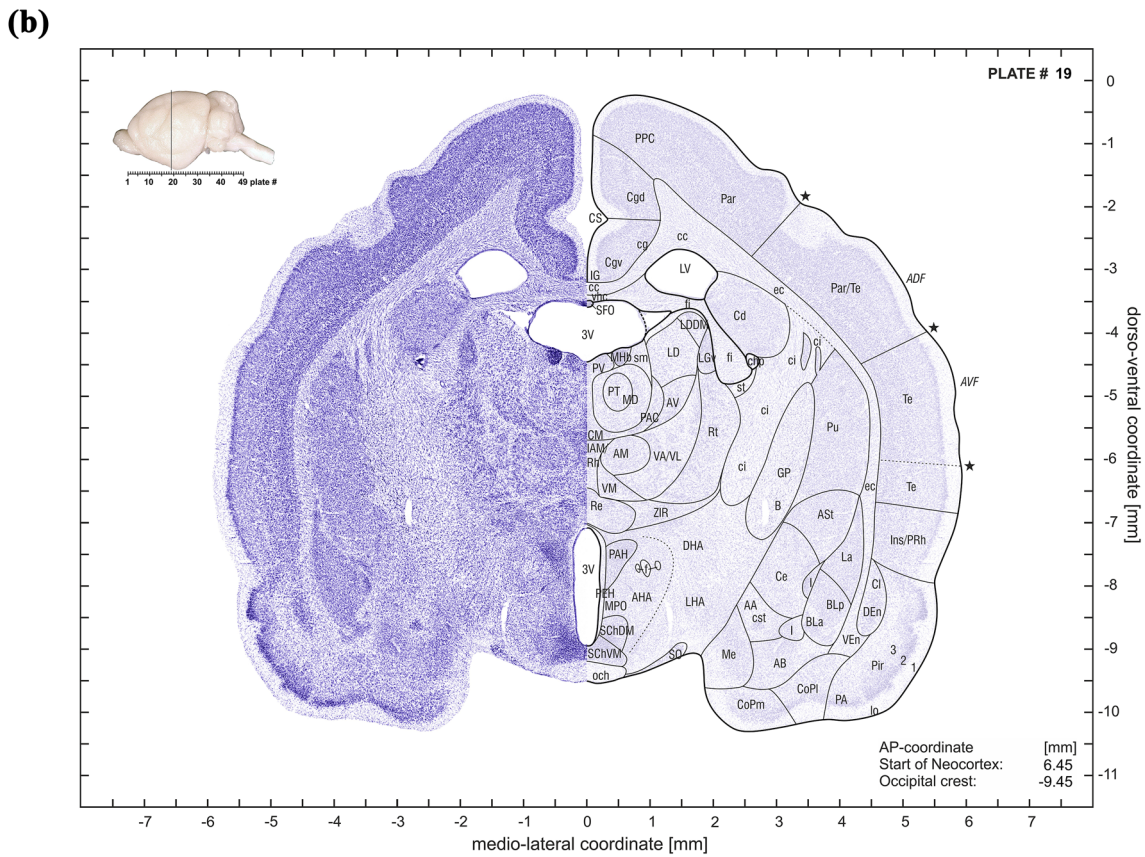 (b)
PLATE # 19
0
1 10 20 30 40 49 plate #
-1
PPC
Cgd Par
-2
CS
cg cc
Cgv
LV
-3
IG
cc
vhc
ec
Par/Te
ADF
SFO
fi
3V
LDDM
Cd
-4
MHb sm
LD
LGv
fi
chp
ci
ci
PV
st
AVF
PT
MD
AV
PAC
ci
Te
-5
CM
IAM
AM
VA/VL
Rt
Pu
-6
Rh
ci
GP
VM
ec
Te
Re
ZIR
B
ASt
-7
Ins/PRh
3V
PAH
DHA
La
f
Ce
I
Cl
-8
PEH
MPO
AHA
LHA
AA
cst
BLp
BLa
DEn
SChDM
I
VEn
SChVM
SO
Me
AB
3
2
1
-9
och
Pir
CoPl
CoPm
PA
lo
-10
AP-coordinate [mm]
Start of Neocortex: 6.45
Occipital crest: -9.45
-11
dorso-ventral coordinate [mm]
-7 -6 -5 -4 -3 -2 -1 0 1 2 3 4 5 6 7
medio-lateral coordinate [mm]